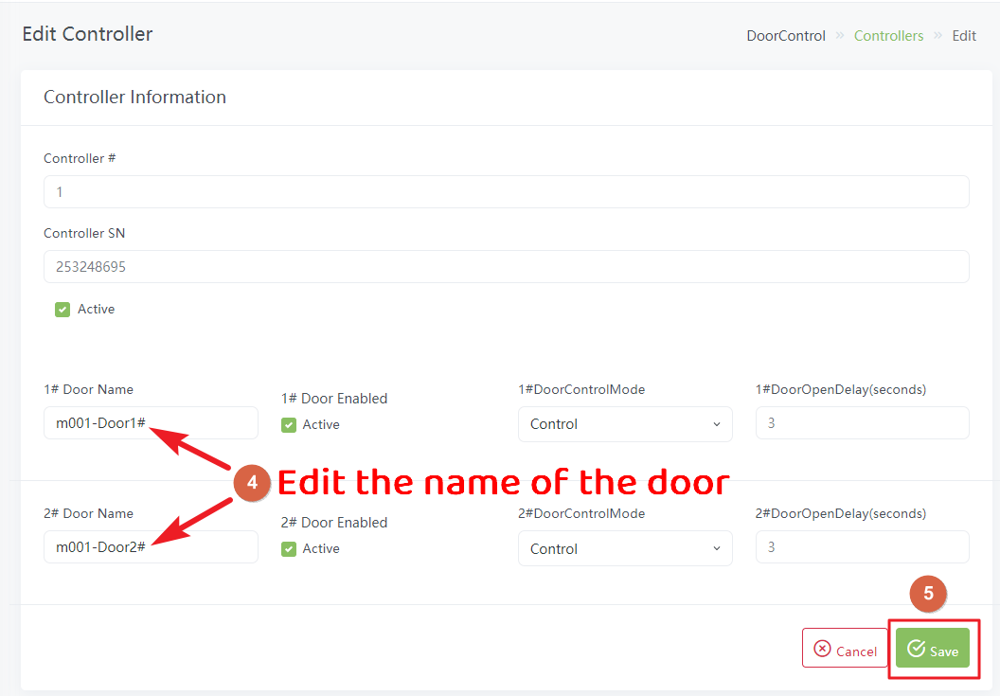 Edit Controller
DoorControl » Controllers » Edit
Controller Information
Controller #
1
Controller SN
253248695
Active
1# Door Name
1# Door Enabled
1#DoorControlMode
1#DoorOpenDelay(seconds)
m001-Door1#
Active
Control
3
4 Edit the name of the door
2# Door Name
2# Door Enabled
2#DoorControlMode
2#DoorOpenDelay(seconds)
m001-Door2#
Active
Control
3
5
Cancel
Save